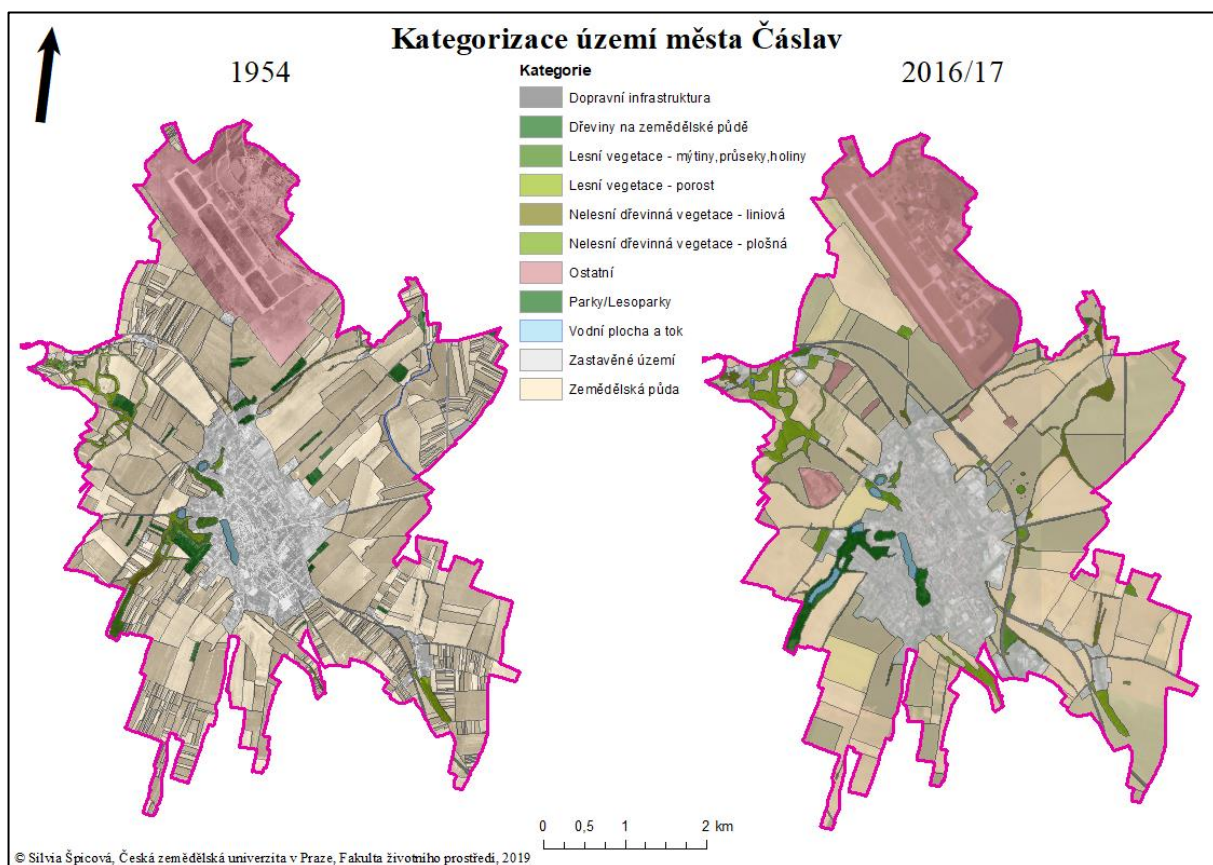 Kategorizace území města Čáslav
1954
2016/17
Kategorie
Dopravní infrastruktura
Dřeviny na zemědělské půdě
Lesní vegetace - mýtiny,průseky,holiny
Lesní vegetace - porost
Nelesní dřevinná vegetace - liniová
Nelesní dřevinná vegetace - plošná
Ostatní
Parky/Lesoparky
Vodní plocha a tok
Zastavěné území
Zemědělská půda
0 0,5 1 2 km
© Silvia Špicová, Česká zemědělská univerzita v Praze, Fakulta životního prostředí, 2019